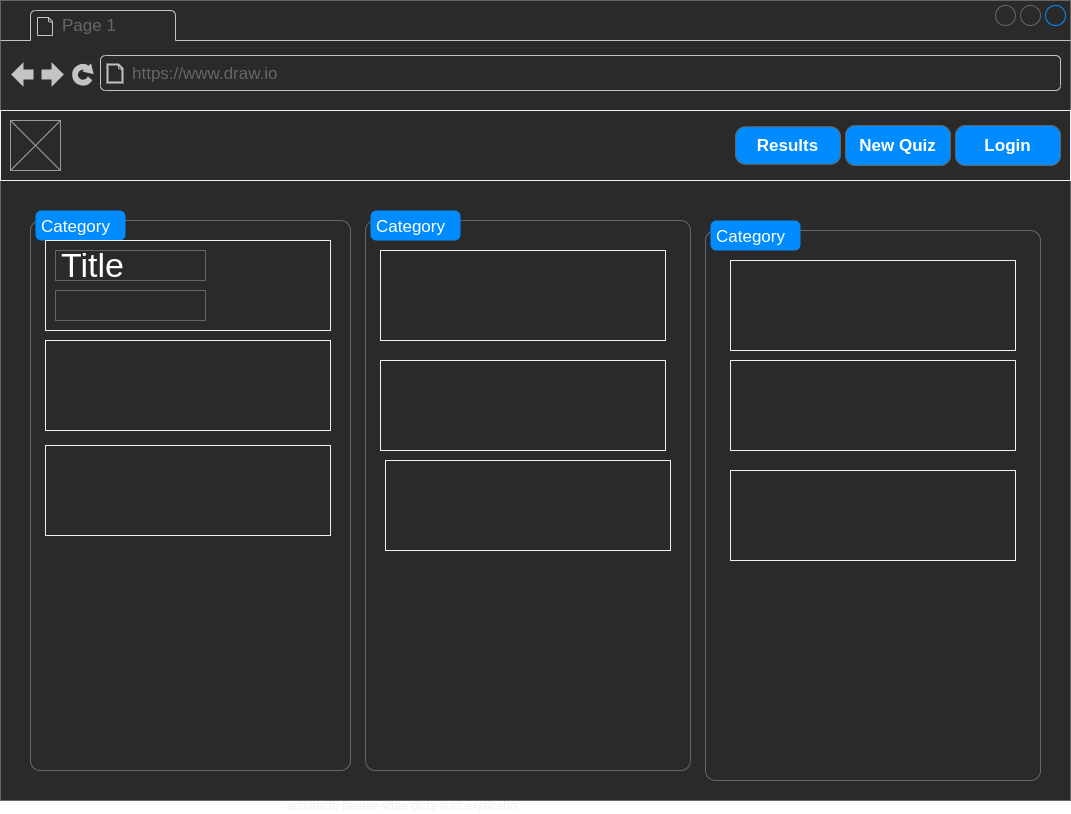 Page 1
https://www.draw.io
Results New Quiz Login
Category Category Category
Title
architecto beatae vitae dicta sunt explicabo.